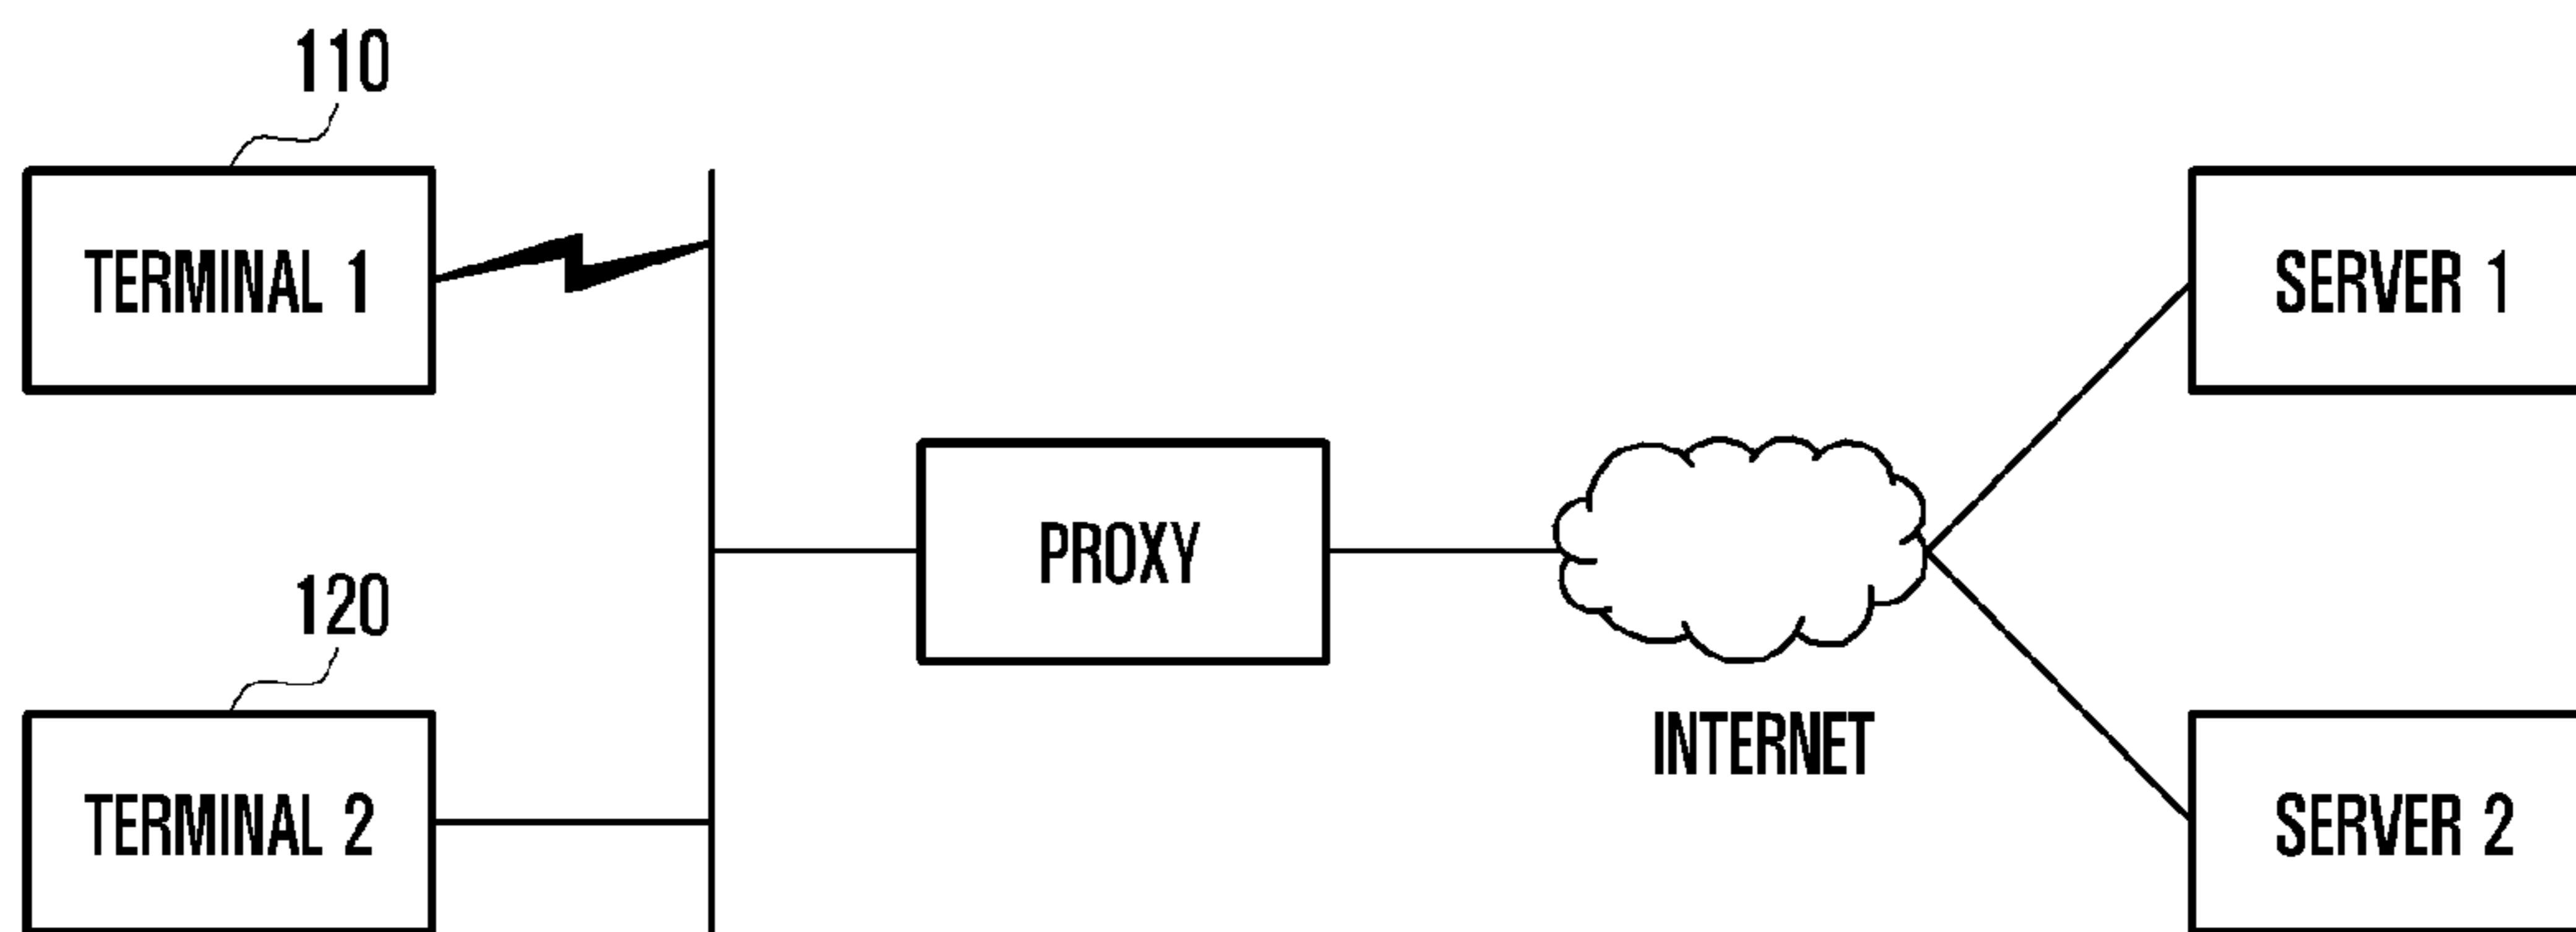 110
TERMINAL 1
SERVER 1
PROXY
120
INTERNET
TERMINAL 2
SERVER 2